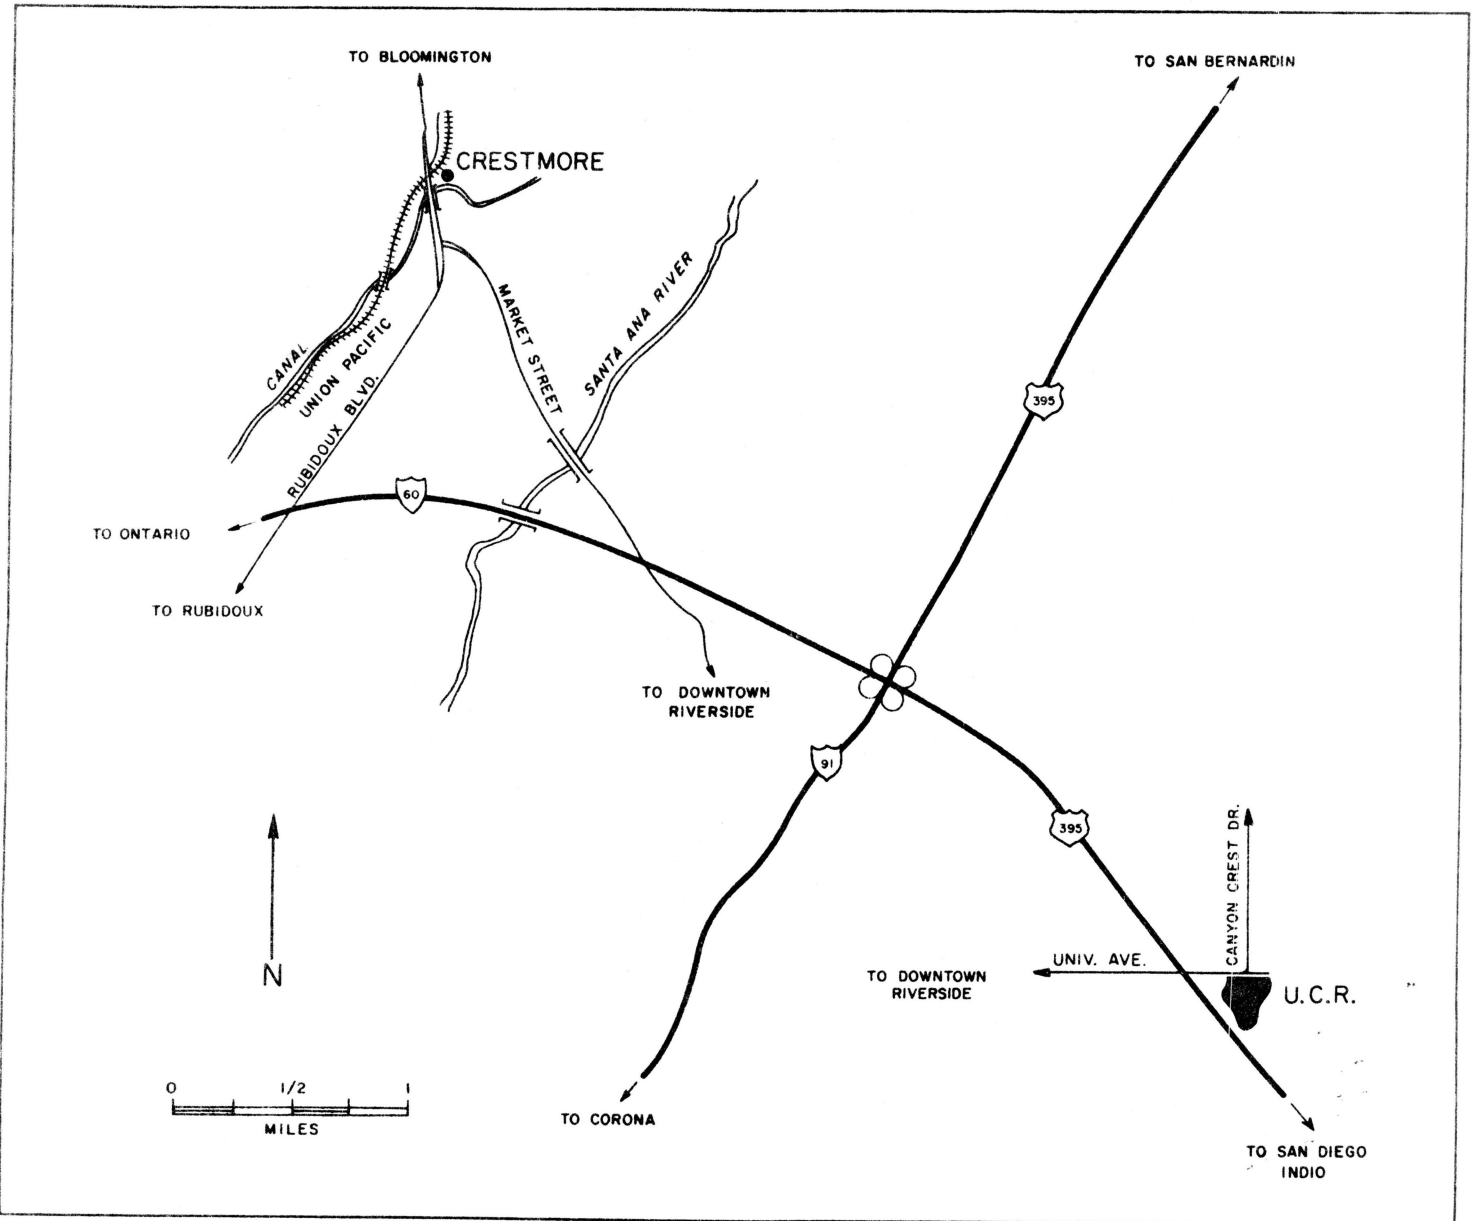 TO BLOOMINGTON
TO SAN BERNARDIN
CRESTMORE
SANTA ANA RIVER
MARKET STREET
CANAL
UNION PACIFIC
RUBIDOUX BLVD.
395
60
TO ONTARIO
TO RUBIDOUX
TO DOWNTOWN
RIVERSIDE
91
395
CANYON CREST DR.
N
UNIV. AVE.
TO DOWNTOWN
RIVERSIDE
U.C.R.
0 1/2 1
MILES
TO CORONA
TO SAN DIEGO
INDIO